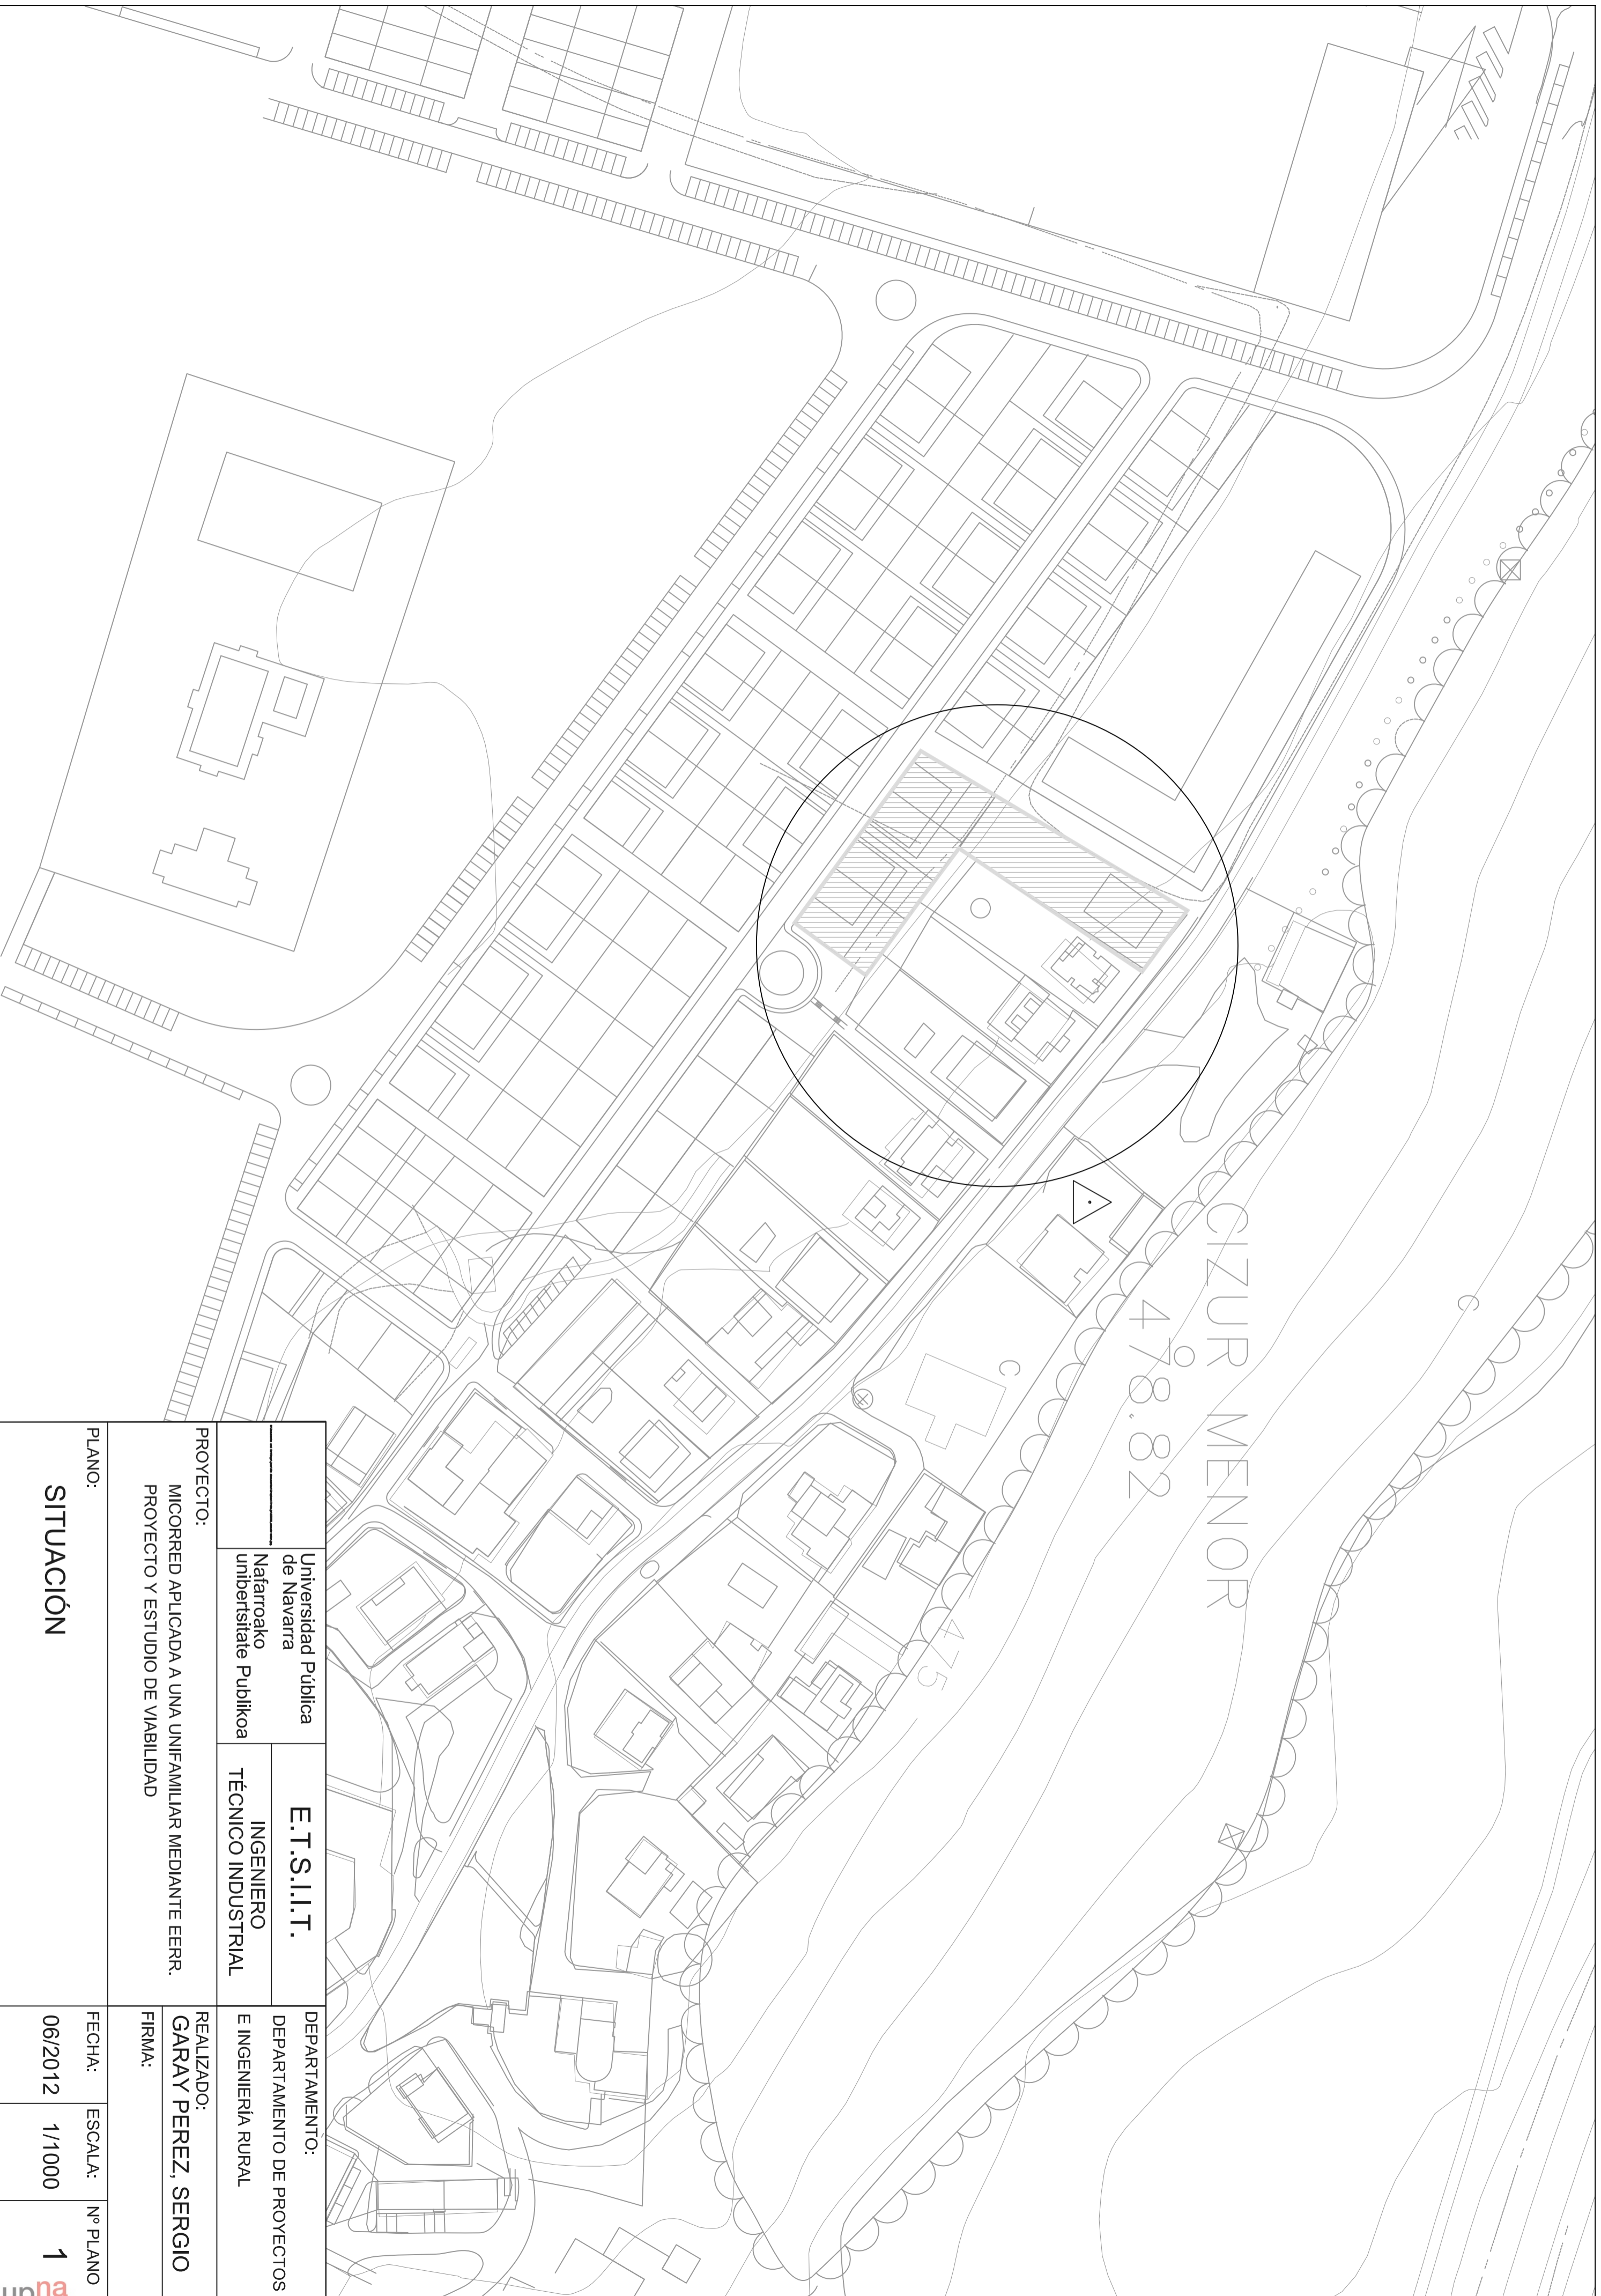 CIZUR MENOR
478.82
C
C
475
Universidad Pública
de Navarra
Nafarroako
unibertsitate Publikoa
E.T.S.I.I.T.
INGENIERO
TÉCNICO INDUSTRIAL
DEPARTAMENTO:
DEPARTAMENTO DE PROYECTOS
E INGENIERÍA RURAL
PROYECTO:
MICORRED APLICADA A UNA UNIFAMILIAR MEDIANTE EERR.
PROYECTO Y ESTUDIO DE VIABILIDAD
REALIZADO:
GARAY PEREZ, SERGIO
FIRMA:
PLANO:
SITUACIÓN
FECHA:
06/2012
ESCALA:
1/1000
Nº PLANO
1
upna